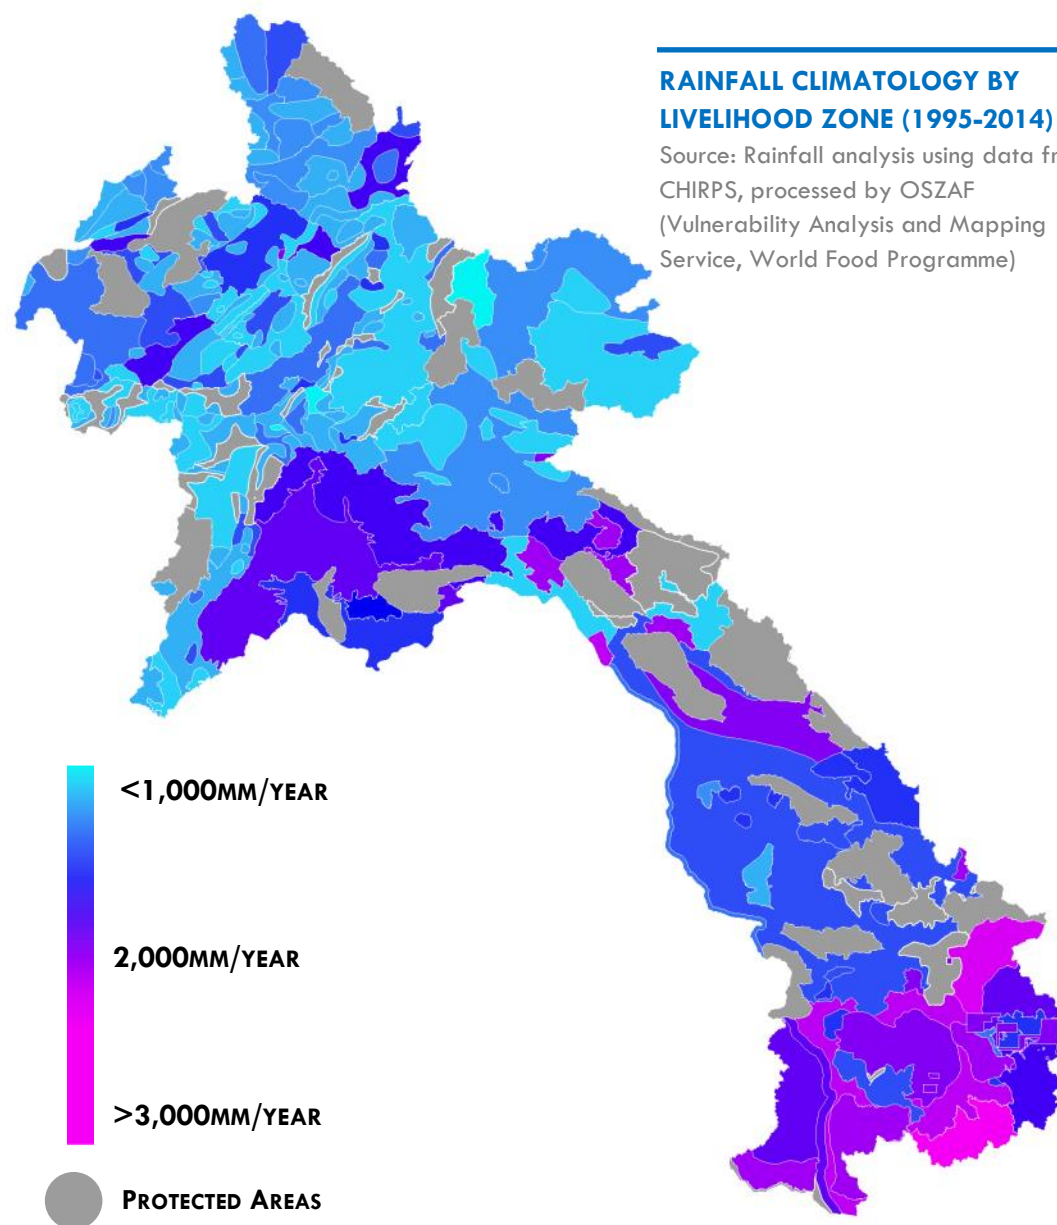 RAINFALL CLIMATOLOGY BY
LIVELIHOOD ZONE (1995-2014)
Source: Rainfall analysis using data
CHIRPS, processed by OSZAF
(Vulnerability Analysis and Mapping
Service, World Food Programme)
<1,000MM/YEAR
2,000MM/YEAR
>3,000MM/YEAR
PROTECTED AREAS